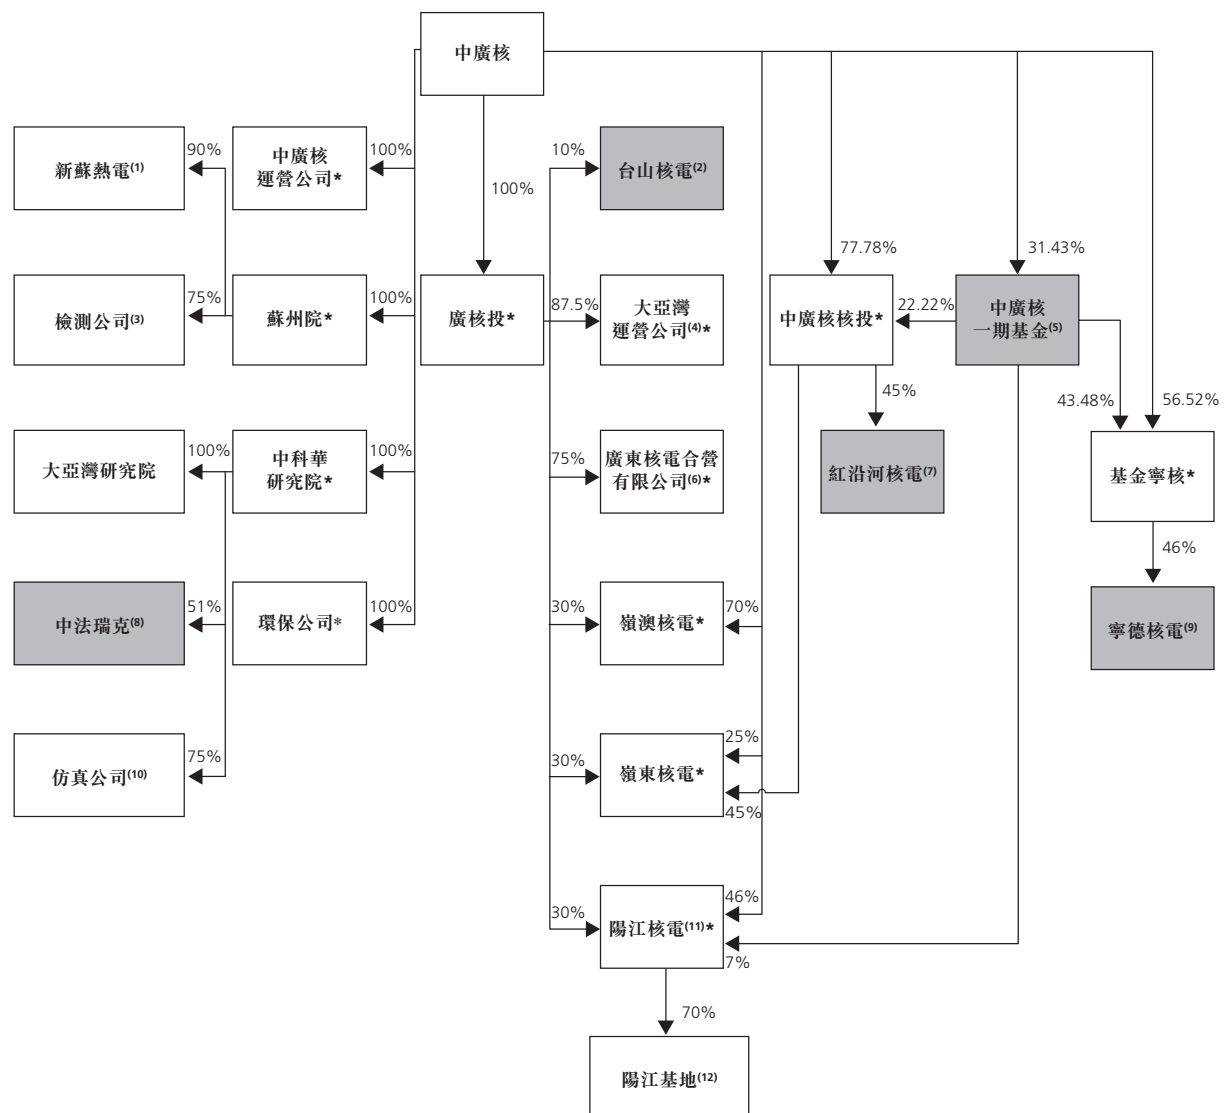 中廣核
90%
100%
10%
新蘇熱電(1)
中廣核
運營公司*
台山核電(2)
100%
77.78%
31.43%
75%
100%
87.5%
22.22%
檢測公司(3)
蘇州院*
廣核投*
大亞灣
運營公司(4)*
中廣核核投*
中廣核
一期基金(5)
45%
43.48%
56.52%
100%
100%
75%
大亞灣研究院
中科華
研究院*
廣東核電合營
有限公司(6)*
紅沿河核電(7)
基金寧核*
46%
51%
100%
30%
70%
中法瑞克(8)
環保公司*
嶺澳核電*
寧德核電(9)
75%
30%
25%
仿真公司(10)
嶺東核電*
45%
30%
46%
陽江核電(11)*
7%
70%
陽江基地(12)